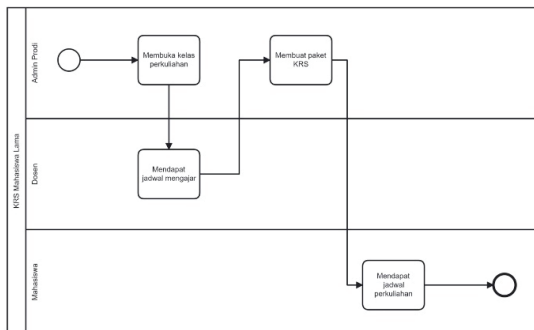 KRS Mahasiswa Lama
Admin Prodi
Membuka kelas
perkuliahan
Membuat paket
KRS
Dosen
Mendapat
jadwal mengajar
Mahasiswa
Mendapat
jadwal
perkuliahan